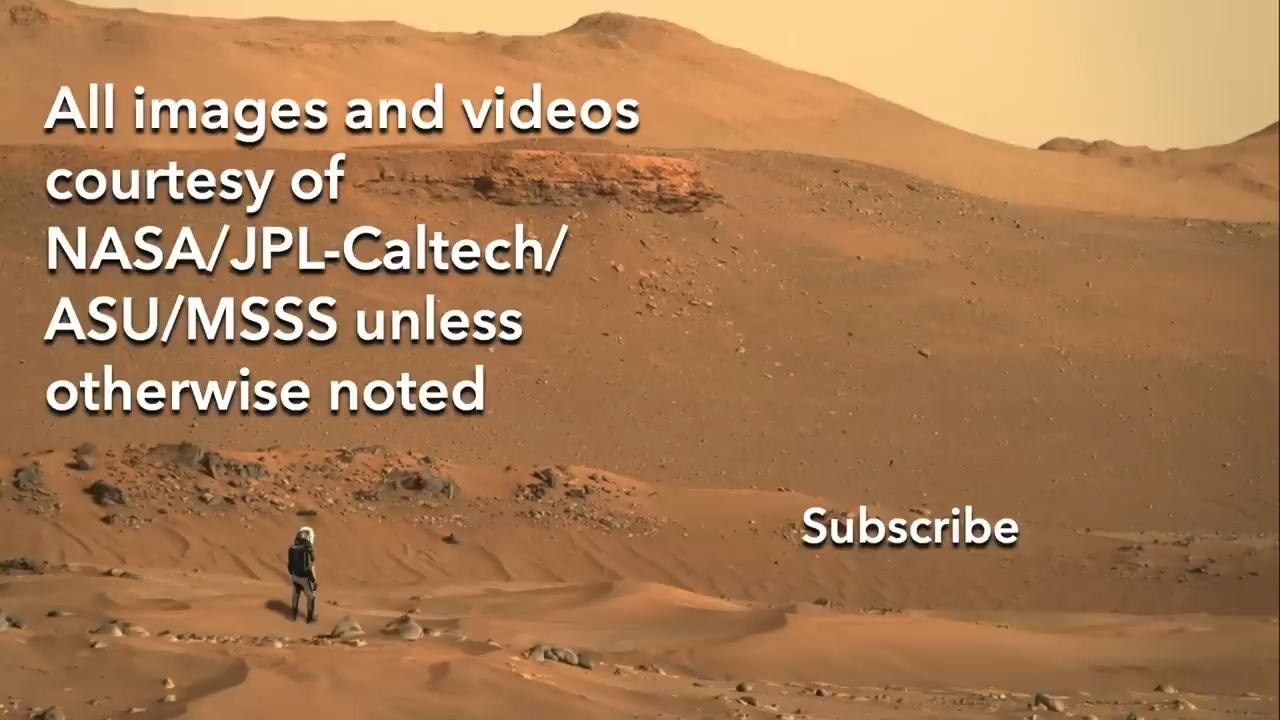 All images and videos
courtesy of
NASA/JPL-Caltech/
ASU/MSSS unless
otherwise noted
Subscribe